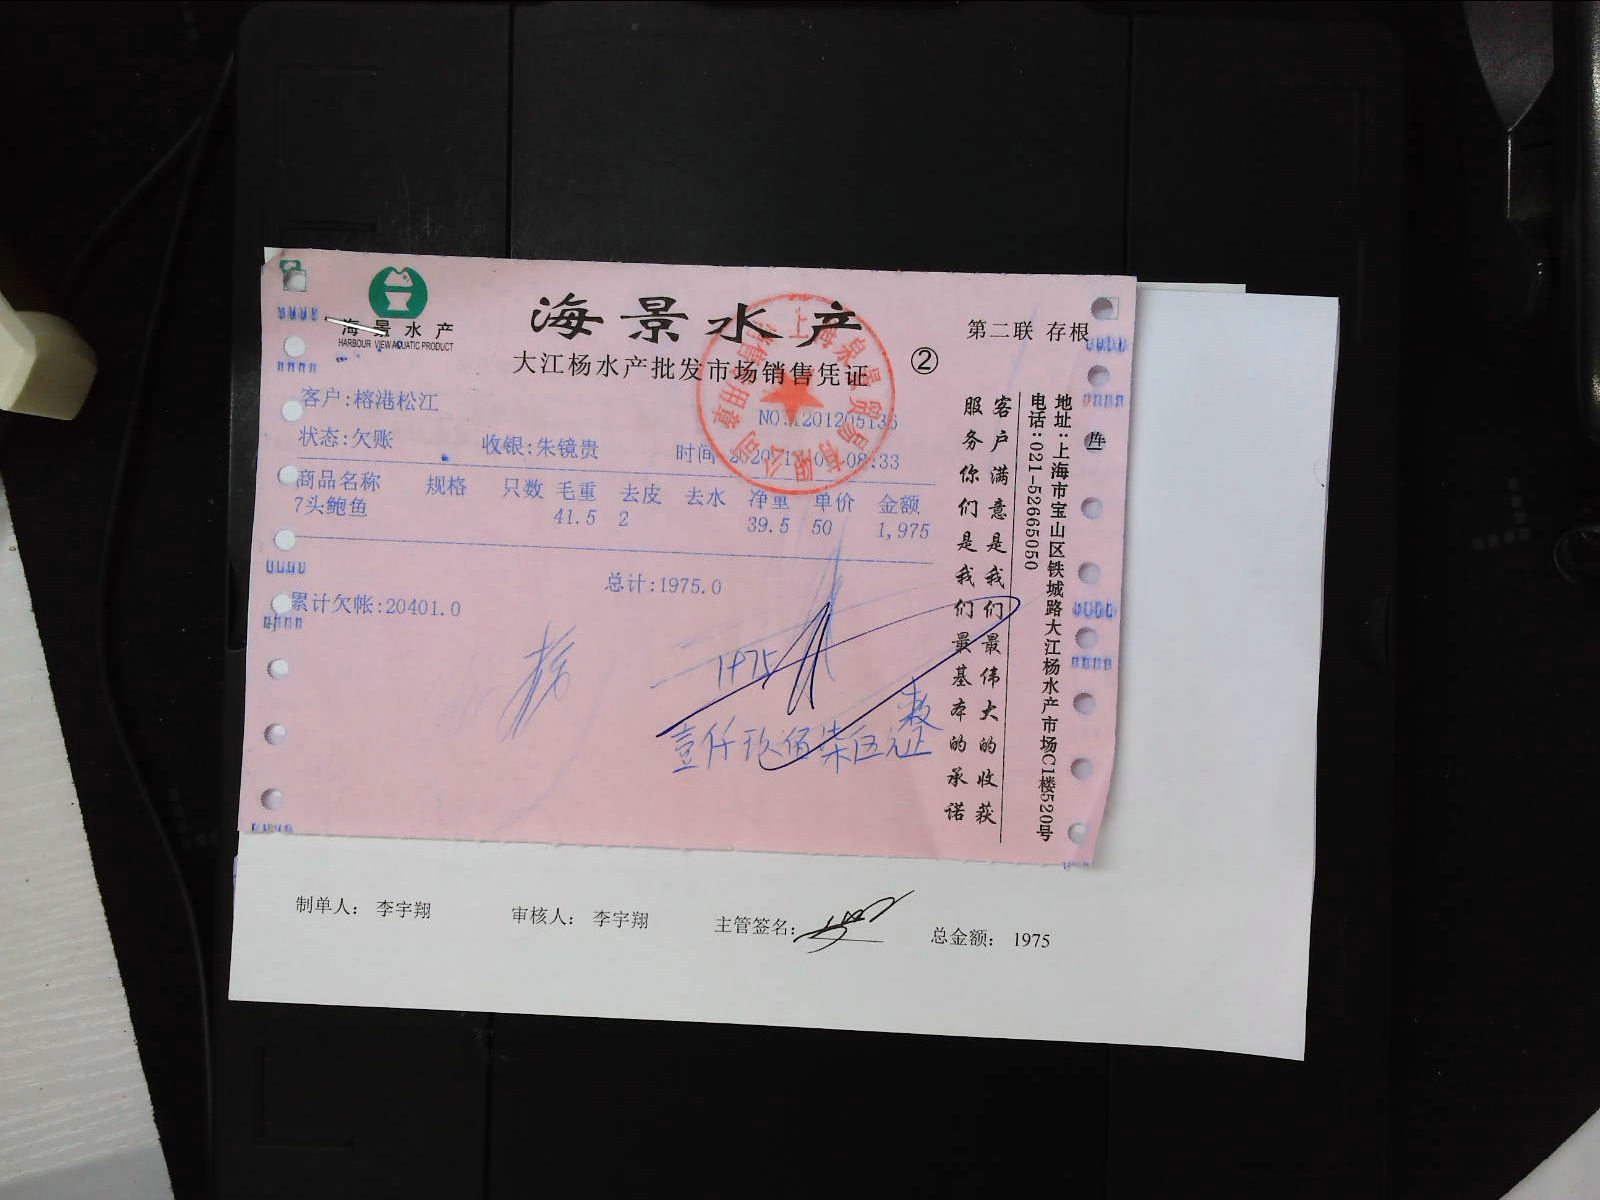 海景水产
HARBOUR VIEW AQUATIC PRODUCT
海景水产
大江杨水产批发市场销售凭证
②
第二联 存根
客户:榕港松江
状态:欠账 收银:朱镜贵 时间
商品名称 规格 只数 毛重 去皮 去水 净重 单价 金额
7头鲍鱼 41.5 2 39.5 50 1,975
总计:1975.0
累计欠帐:20401.0
1975
壹仟玖佰柒伍元正
客户满意是我们最伟大的收获
服务你们是我们最基本的承诺
地址:上海市宝山区铁城路大江杨水产市场C1楼520号
电话:021-52665050
制单人: 李宇翔 审核人: 李宇翔 主管签名: 总金额: 1975